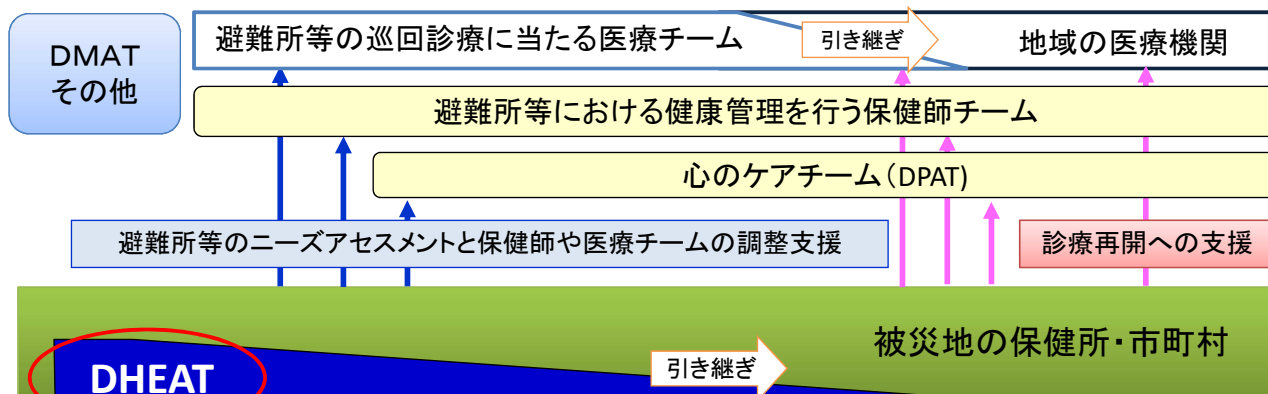 DMAT
その他
避難所等の巡回診療に当たる医療チーム
引き継ぎ
地域の医療機関
避難所等における健康管理を行う保健師チーム
心のケアチーム(DPAT)
避難所等のニーズアセスメントと保健師や医療チームの調整支援
診療再開への支援
被災地の保健所・市町村
引き継ぎ
DHEAT